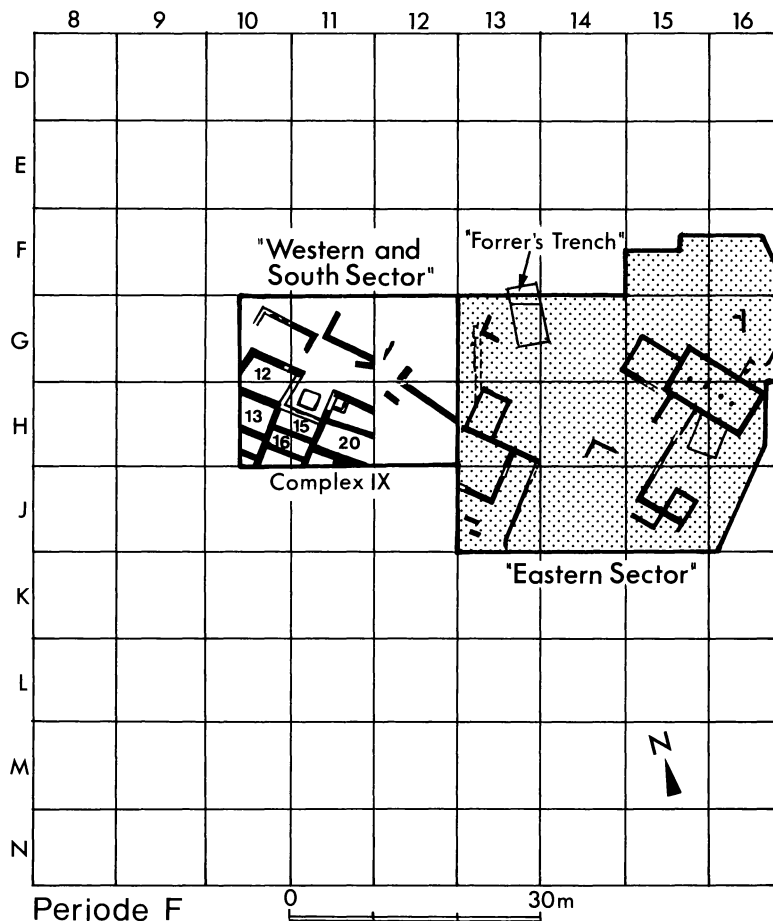 8 9 10 11 12 13 14 15 16
D
E
F
"Western and
South Sector"
"Forrer's Trench"
G
12
H
13
15
16
20
Complex IX
J
"Eastern Sector"
K
L
M
N
N
Periode F
0 30m